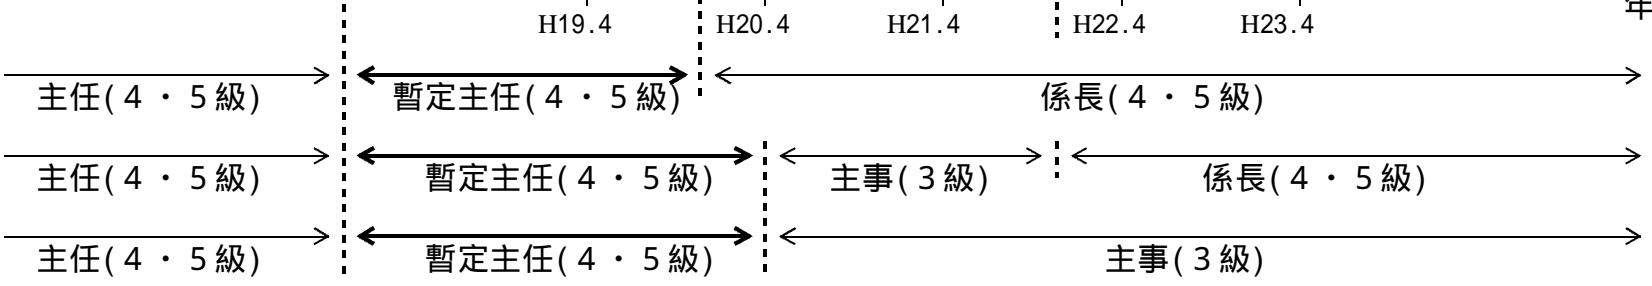 H19.4 H20.4 H21.4 H22.4 H23.4
主任(４・５級) 暫定主任(４・５級) 係長(４・５級)
主任(４・５級) 暫定主任(４・５級) 主事(３級) 係長(４・５級)
主任(４・５級) 暫定主任(４・５級) 主事(３級)